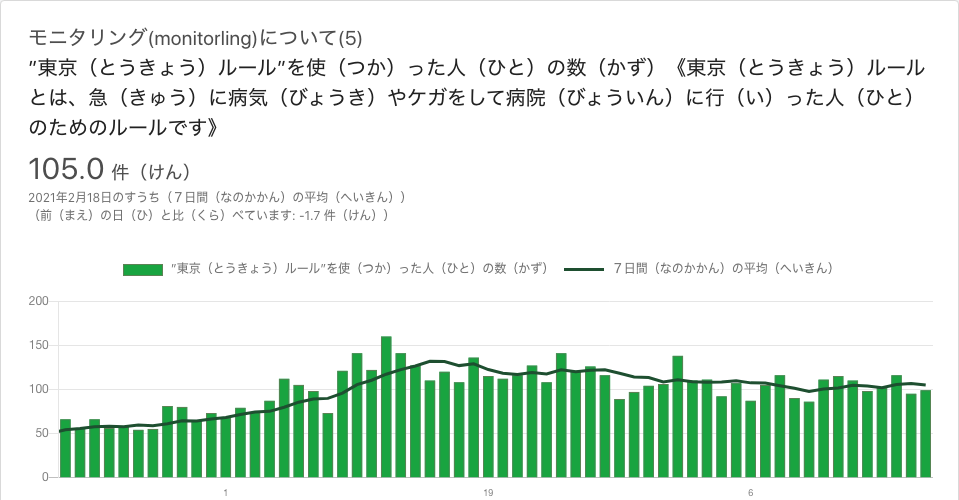 モニタリング(monitorling)について(5)
”東京（とうきょう）ルール”を使（つか）った人（ひと）の数（かず）《東京（とうきょう）ルール
とは、急（きゅう）に病気（びょうき）やケガをして病院（びょういん）に行（い）った人（ひと）
のためのルールです》
105.0 件（けん）
2021年2月18日のすうち（７日間（なのかかん）の平均（へいきん））
（前（まえ）の日（ひ）と比（くら）べています: -1.7 件（けん））
”東京（とうきょう）ルール”を使（つか）った人（ひと）の数（かず） ７日間（なのかかん）の平均（へいきん）
200
150
100
50
0
1 19 6